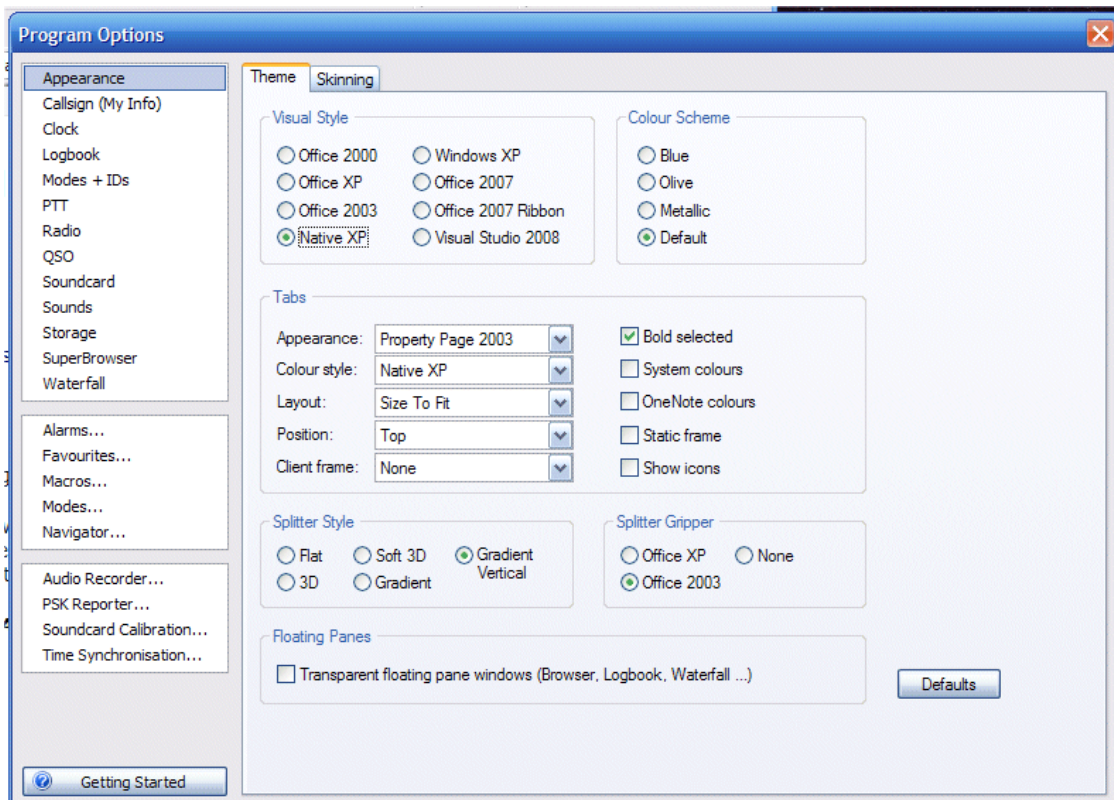 Program Options
Appearance
Callsign (My Info)
Clock
Logbook
Modes + IDs
PTT
Radio
QSO
Soundcard
Sounds
Storage
SuperBrowser
Waterfall
Alarms...
Favourites...
Macros...
Modes...
Navigator...
Audio Recorder...
PSK Reporter...
Soundcard Calibration...
Time Synchronisation...
Getting Started
Theme Skinning
Visual Style
Office 2000 Windows XP
Office XP Office 2007
Office 2003 Office 2007 Ribbon
Native XP Visual Studio 2008
Colour Scheme
Blue
Olive
Metallic
Default
Tabs
Appearance: Property Page 2003 Bold selected
Colour style: Native XP System colours
Layout: Size To Fit OneNote colours
Position: Top Static frame
Client frame: None Show icons
Splitter Style
Flat Soft 3D Gradient Vertical
3D Gradient
Splitter Gripper
Office XP None
Office 2003
Floating Panes
Transparent floating pane windows (Browser, Logbook, Waterfall ...)
Defaults